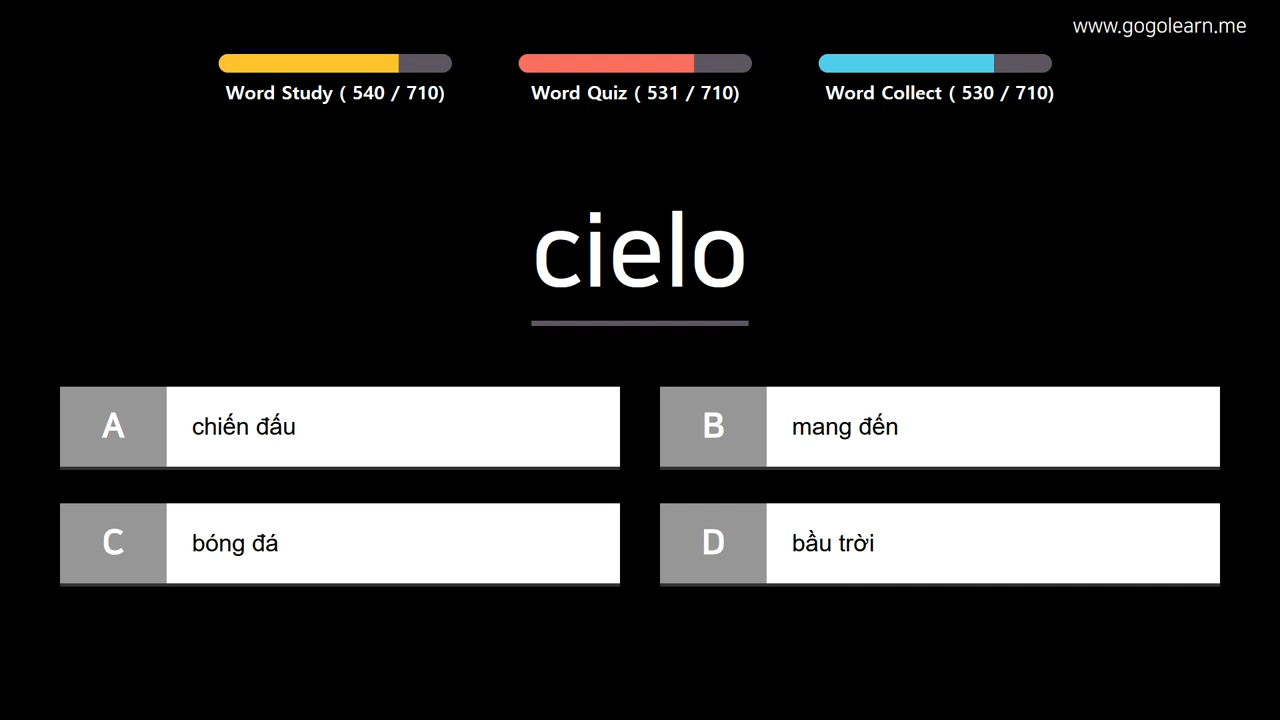 www.gogolearn.me
Word Study ( 540 / 710)
Word Quiz ( 531 / 710)
Word Collect ( 530 / 710)
cielo
A chiến đấu
B mang đến
C bóng đá
D bầu trời